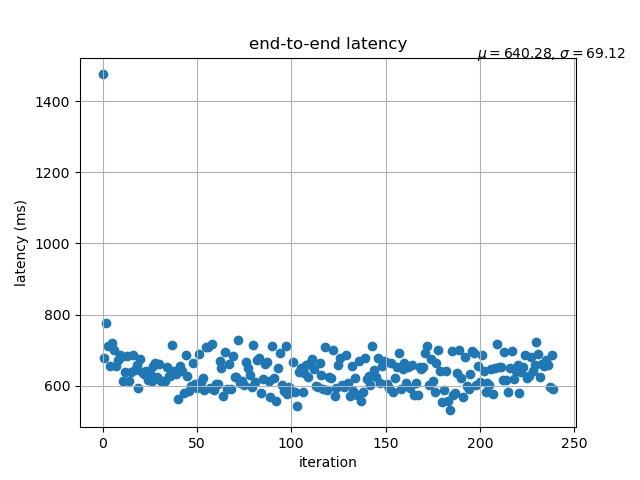 end-to-end latency
μ = 640.28, σ = 69.12
1400
1200
1000
800
600
latency (ms)
0 50 100 150 200 250
iteration